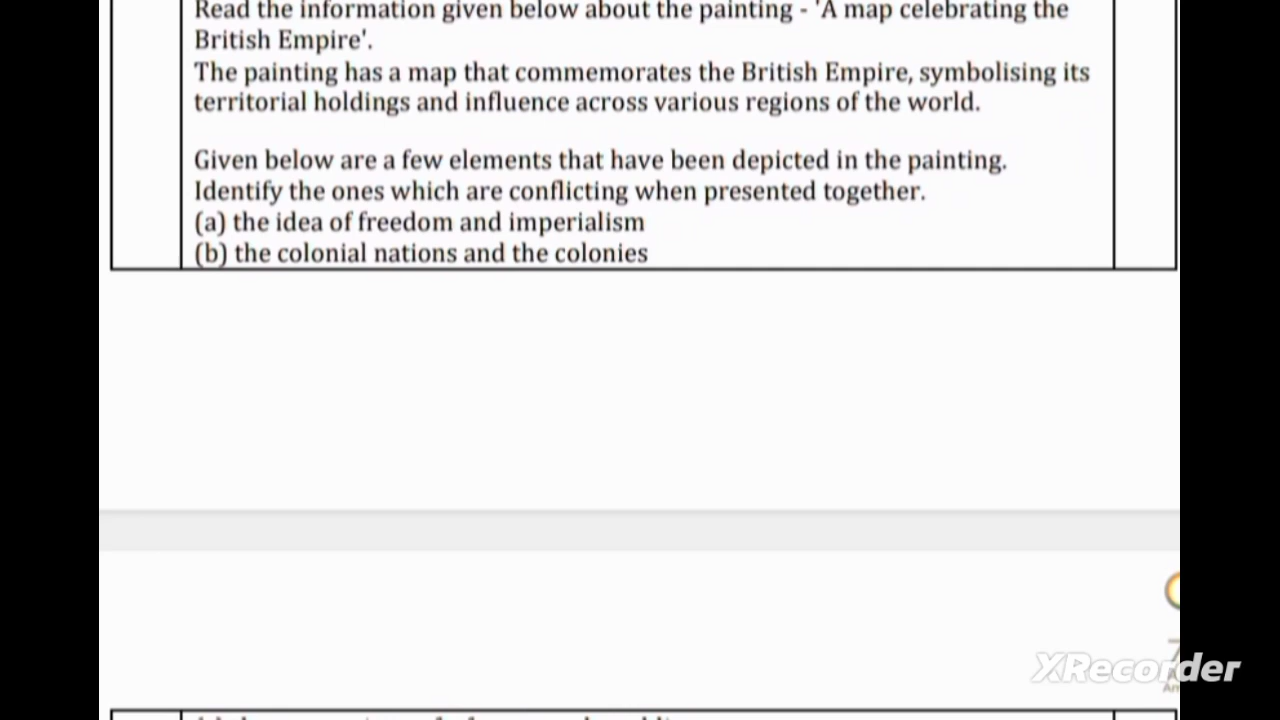 Read the information given below about the painting - 'A map celebrating the
British Empire'.
The painting has a map that commemorates the British Empire, symbolising its
territorial holdings and influence across various regions of the world.
Given below are a few elements that have been depicted in the painting.
Identify the ones which are conflicting when presented together.
(a) the idea of freedom and imperialism
(b) the colonial nations and the colonies
XRecorder